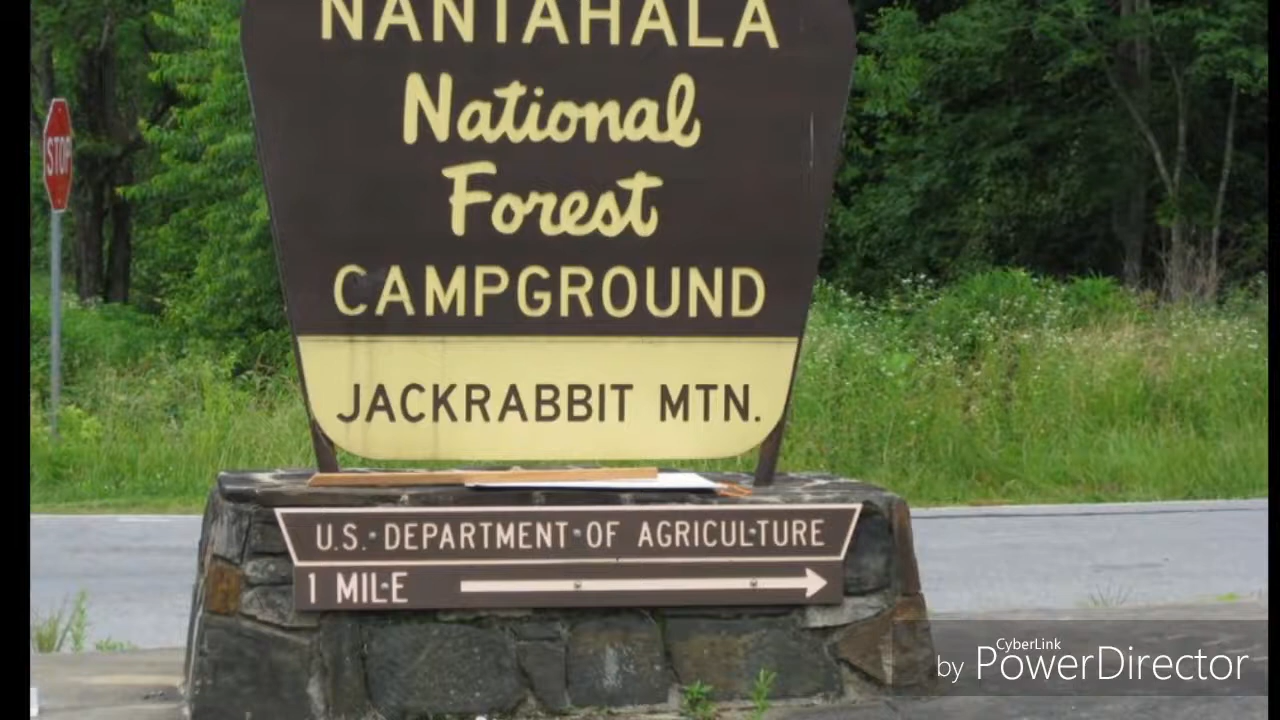 STOP
NANTAHALA
National
Forest
CAMPGROUND
JACKRABBIT MTN.
U.S. DEPARTMENT OF AGRICULTURE
1 MILE
CyberLink
by PowerDirector